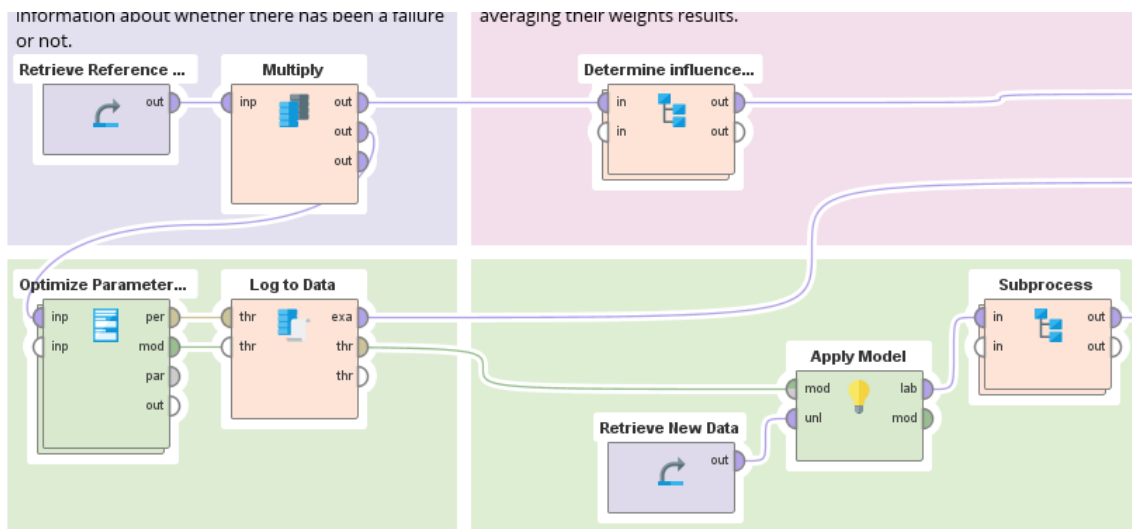 information about whether there has been a failure
or not.
averaging their weights results.
Retrieve Reference ...
out
Multiply
inp
out
out
out
Determine influence...
in
out
in
out
Optimize Parameter...
inp
per
inp
mod
par
out
Log to Data
thr
exa
thr
thr
thr
Subprocess
in
out
in
out
Apply Model
mod
lab
unl
mod
Retrieve New Data
out